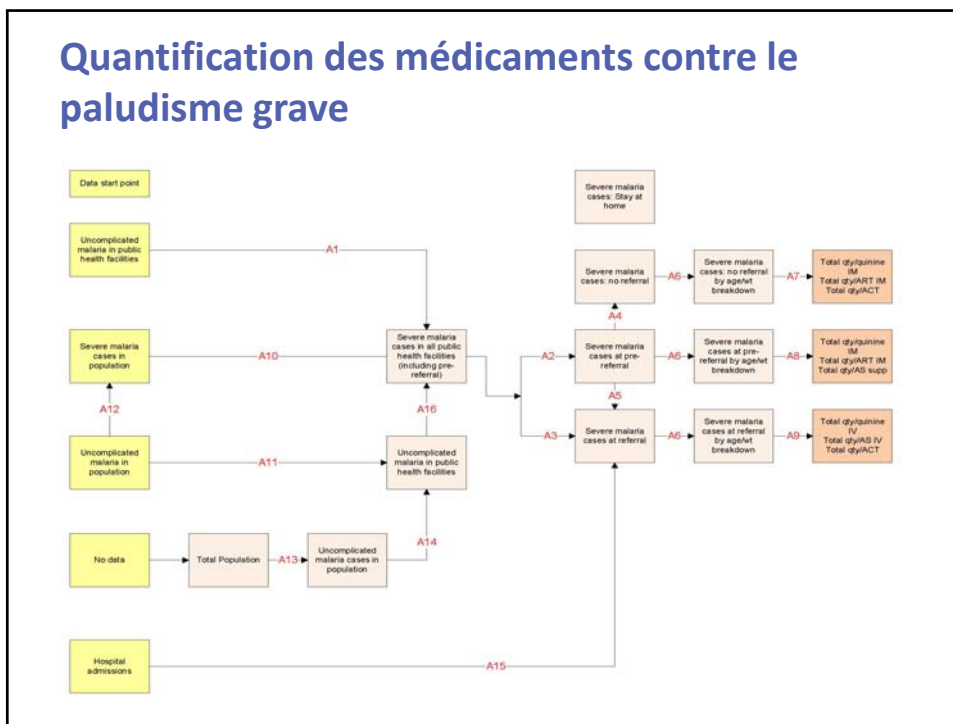 Quantification des médicaments contre le
paludisme grave
Data start point
Severe malaria
cases: Stay at
home
Uncomplicated
malaria in public
health facilities
A1
Severe malaria
cases: no referral
A6
Severe malaria
cases: no referral
by age/wt
breakdown
A7
Total qty/quinine
IM
Total qty/ART IM
Total qty/ACT
A4
Severe malaria
cases in
population
A10
Severe malaria
cases in all public
health facilities
(including pre-
referral)
A2
Severe malaria
cases at pre-
referral
A6
Severe malaria
cases at pre-
referral by age/wt
breakdown
A8
Total qty/quinine
IM
Total qty/ART IM
Total qty/AS supp
A12
A16
A5
Uncomplicated
malaria in
population
A11
Uncomplicated
malaria in public
health facilities
A3
Severe malaria
cases at referral
A6
Severe malaria
cases at referral
by age/wt
breakdown
A9
Total qty/quinine
IV
Total qty/AS IV
Total qty/ACT
A14
No data
Total Population
A13
Uncomplicated
malaria cases in
population
Hospital
admissions
A15